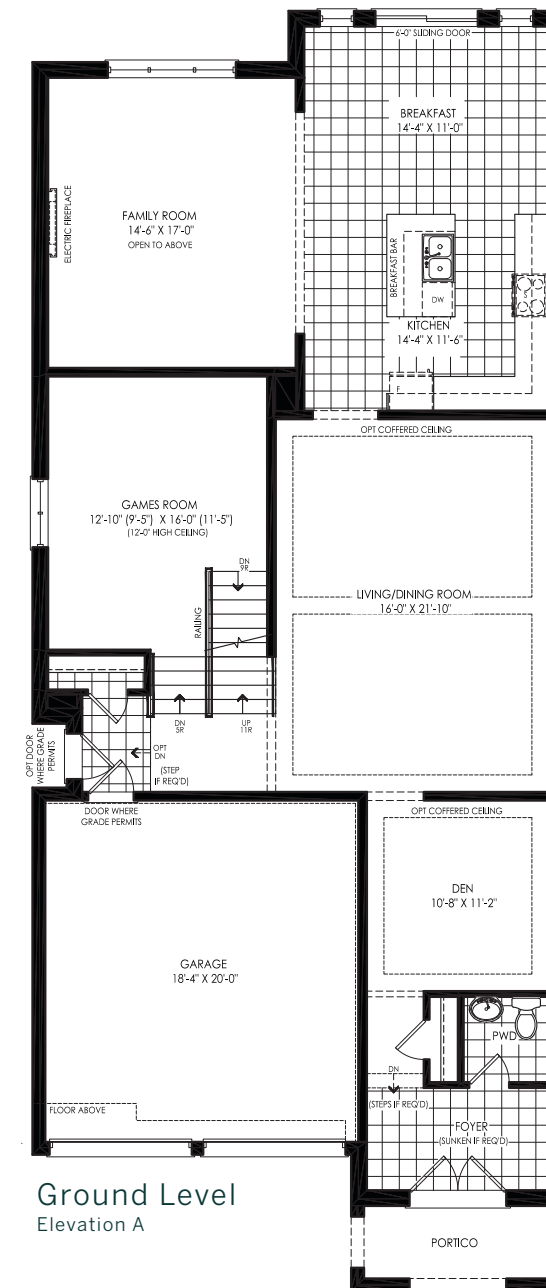 6'-0" SLIDING DOOR
BREAKFAST
14'-4" X 11'-0"
ELECTRIC FIREPLACE
FAMILY ROOM
14'-6" X 17'-0"
OPEN TO ABOVE
BREAKFAST BAR
DW
S
KITCHEN
14'-4" X 11'-6"
F
OPT COFFERED CEILING
GAMES ROOM
12'-10" (9'-5") X 16'-0" (11'-5")
(12'-0" HIGH CEILING)
DN
9R
LIVING/DINING ROOM
16'-0" X 21'-10"
RAILING
DN
5R
UP
11R
OPT DOOR
WHERE GRADE
PERMITS
OPT
DN
(STEP
IF REQ'D)
DOOR WHERE
GRADE PERMITS
OPT COFFERED CEILING
DEN
10'-8" X 11'-2"
GARAGE
18'-4" X 20'-0"
PWD
DN
(STEPS IF REQ'D)
FLOOR ABOVE
FOYER
(SUNKEN IF REQ'D)
Ground Level
Elevation A
PORTICO